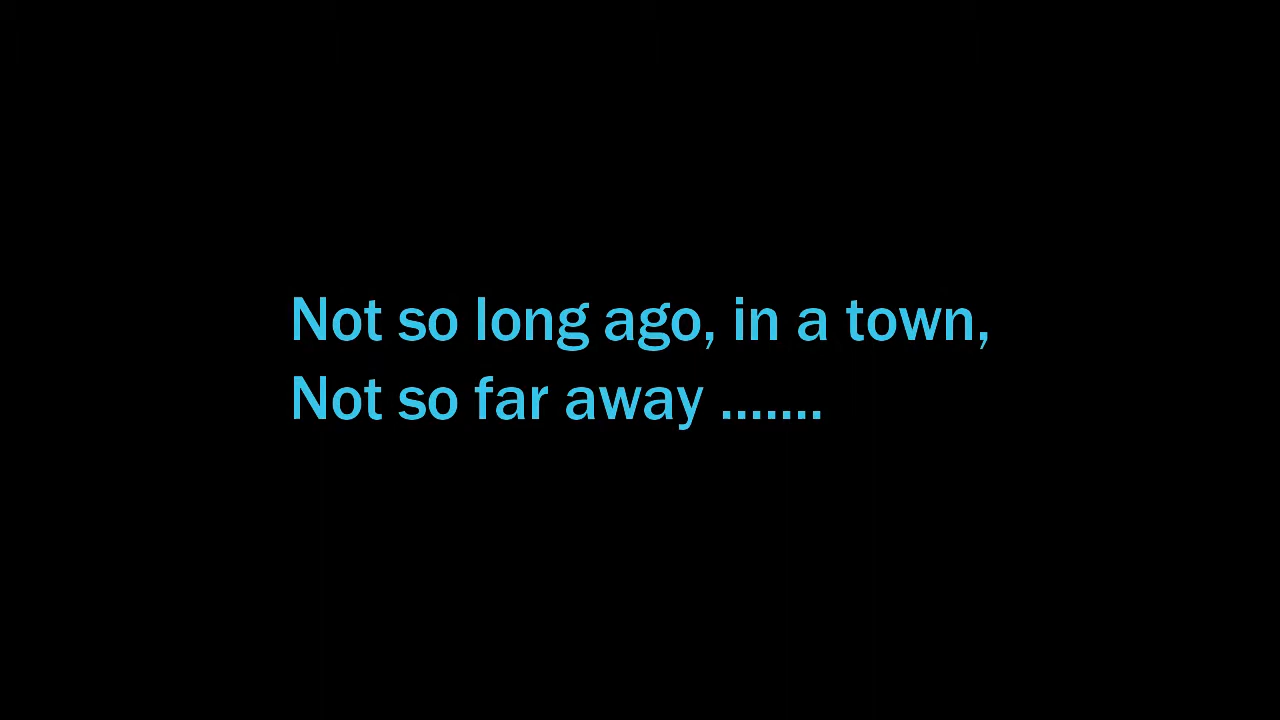 Not so long ago, in a town,
Not so far away .......